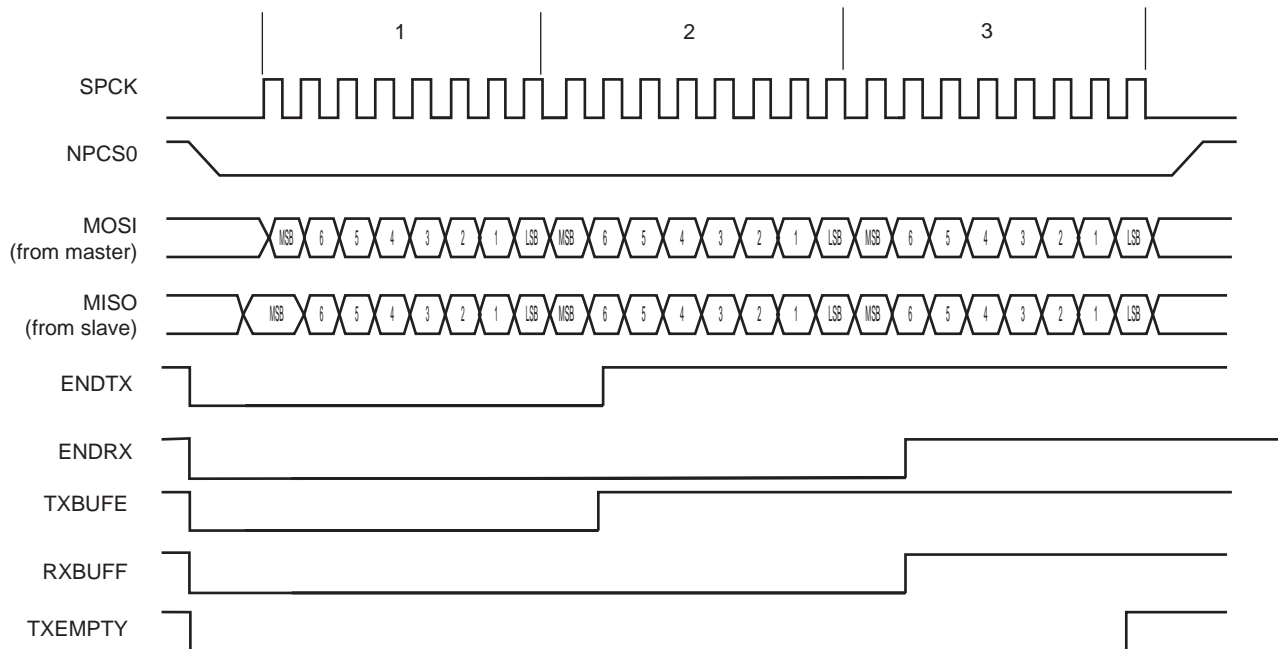 1 2 3
SPCK
NPCS0
MOSI
(from master)
MSB 6 5 4 3 2 1 LSB MSB 6 5 4 3 2 1 LSB MSB 6 5 4 3 2 1 LSB
MISO
(from slave)
MSB 6 5 4 3 2 1 LSB MSB 6 5 4 3 2 1 LSB MSB 6 5 4 3 2 1 LSB
ENDTX
ENDRX
TXBUFE
RXBUFF
TXEMPTY